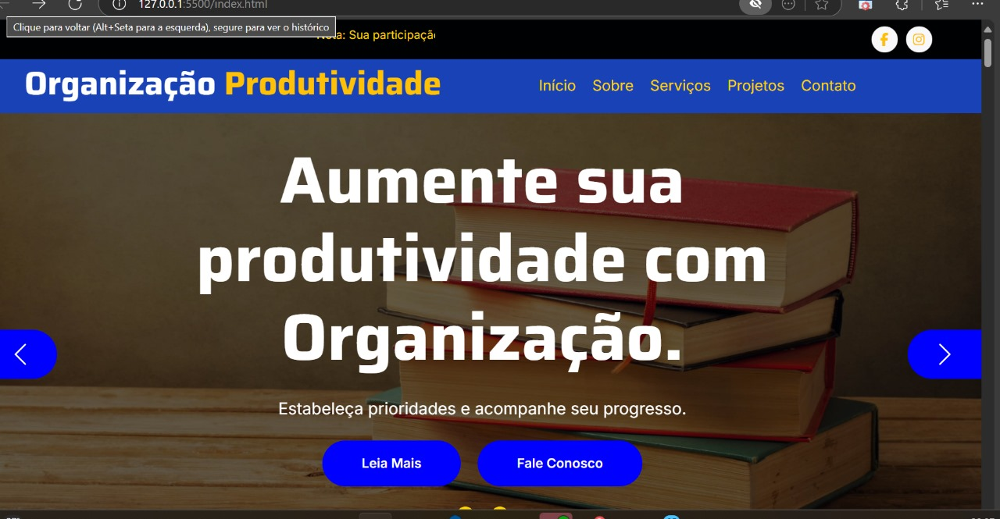 127.0.0.1:5500/index.html
Clique para voltar (Alt+Seta para a esquerda), segure para ver o histórico
Nota: Sua participaçã
Organização Produtividade
Início Sobre Serviços Projetos Contato
Aumente sua
produtividade com
Organização.
Estabeleça prioridades e acompanhe seu progresso.
Leia Mais Fale Conosco